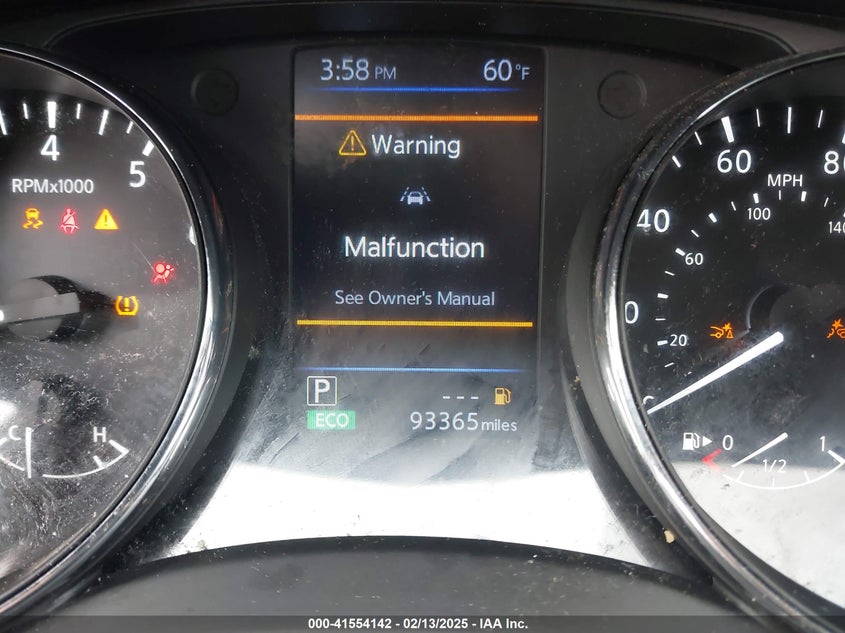 3:58 PM 60°F
Warning
Malfunction
See Owner's Manual
P ---
ECO 93365 miles
4 5
RPMx1000
C H
40 60 80
MPH
60 100 140
20
0 1/2 1
000-41554142 - 02/13/2025 - IAA Inc.